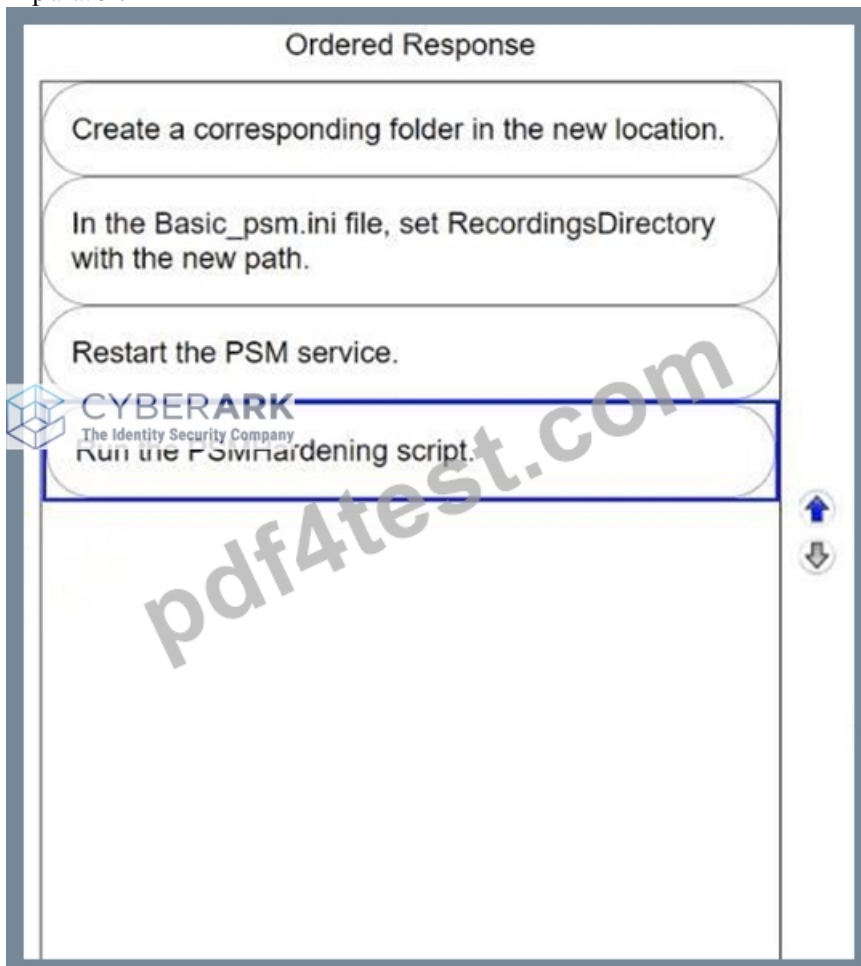 Ordered Response
Create a corresponding folder in the new location.
In the Basic_psm.ini file, set RecordingsDirectory
with the new path.
Restart the PSM service.
CYBERARK
The Identity Security Company
Run the PSMHardening script.
pdf4test.com